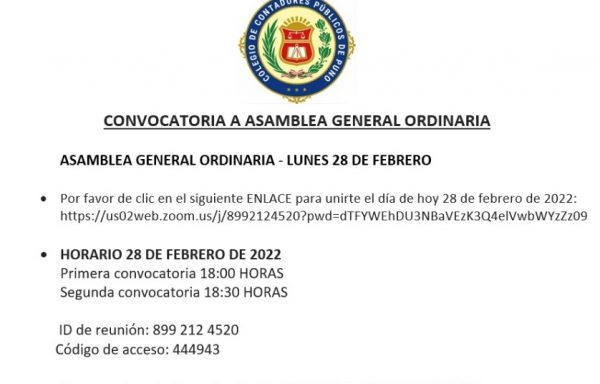 COLEGIO DE CONTADORES PÚBLICOS DE PUNO
CONVOCATORIA A ASAMBLEA GENERAL ORDINARIA
ASAMBLEA GENERAL ORDINARIA - LUNES 28 DE FEBRERO
• Por favor de clic en el siguiente ENLACE para unirte el día de hoy 28 de febrero de 2022:
https://us02web.zoom.us/j/8992124520?pwd=dTFYWEhDU3NBaVEzK3Q4elVwbWYzZz09
• HORARIO 28 DE FEBRERO DE 2022
Primera convocatoria 18:00 HORAS
Segunda convocatoria 18:30 HORAS
ID de reunión: 899 212 4520
Código de acceso: 444943